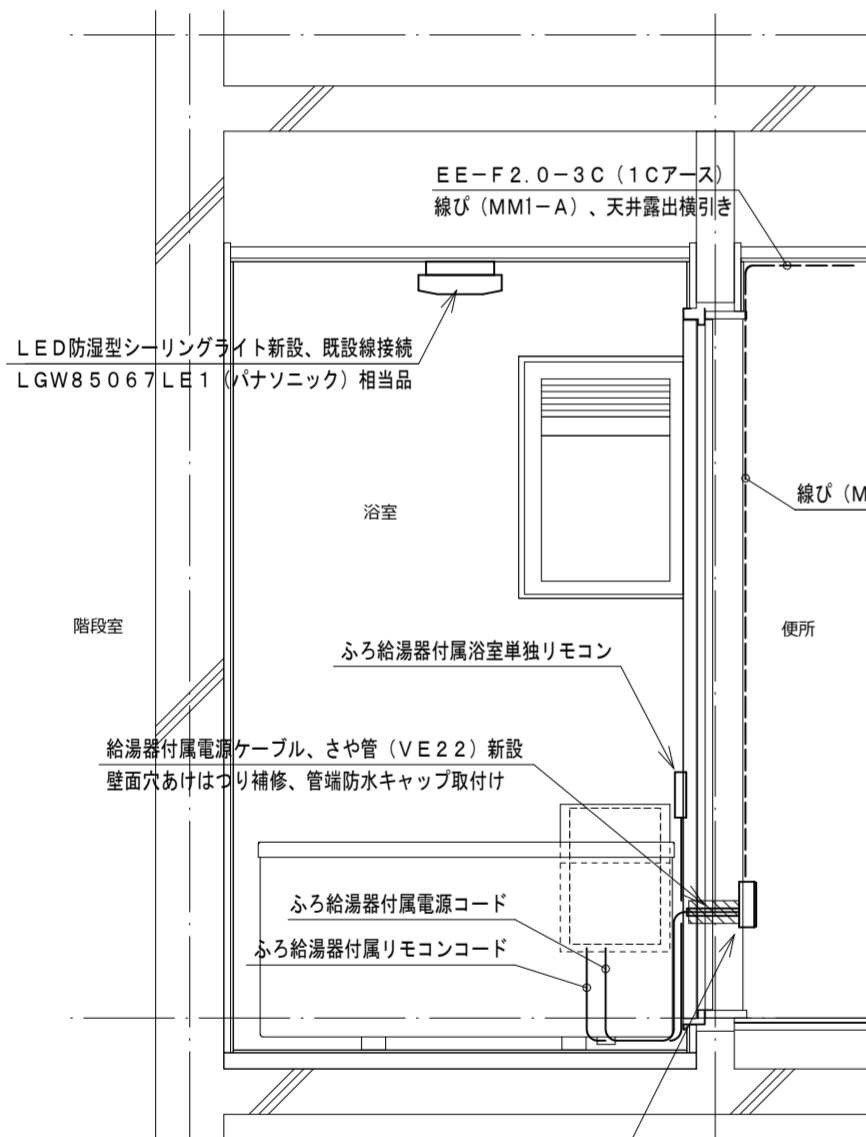 EE-F2.0-3C(1Cアース)
線ぴ(MM1-A)、天井露出横引き
LED防湿型シーリングライト新設、既設線接続
LGW85067LE1(パナソニック)相当品
線ぴ(M
浴室
階段室
便所
ふろ給湯器付属浴室単独リモコン
給湯器付属電源ケーブル、さや管(VE22)新設
壁面穴あけはつり補修、管端防水キャップ取付け
ふろ給湯器付属電源コード
ふろ給湯器付属リモコンコード